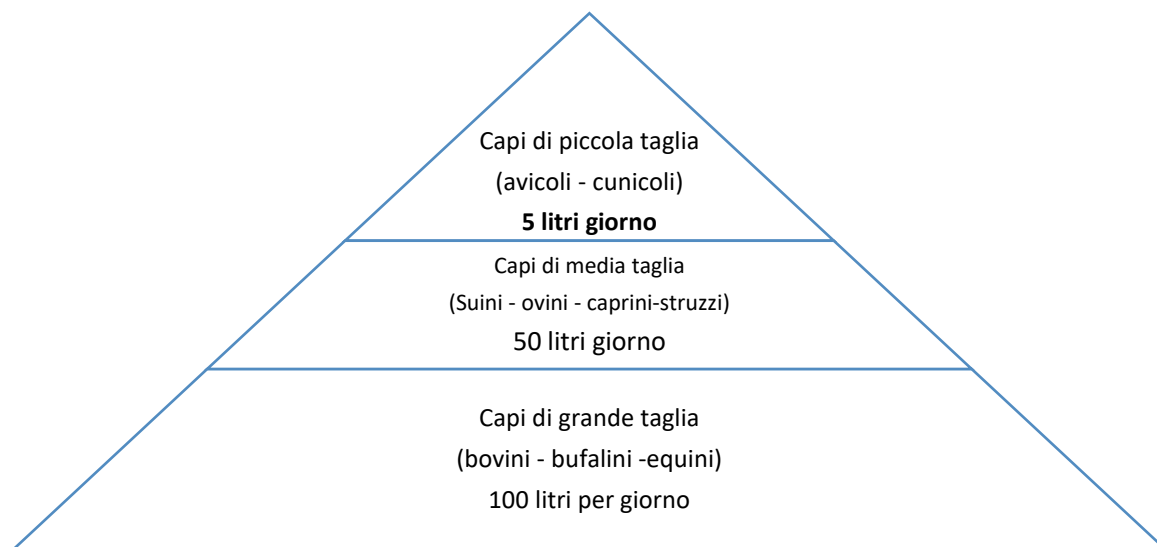 Capi di piccola taglia
(avicoli - cunicoli)
5 litri giorno
Capi di media taglia
(Suini - ovini - caprini-struzzi)
50 litri giorno
Capi di grande taglia
(bovini - bufalini -equini)
100 litri per giorno